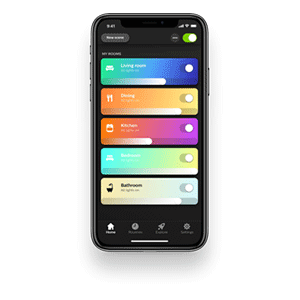 9:41
New scene
MY ROOMS
Living room
All lights on
Dining
All lights on
Kitchen
All lights on
Bedroom
All lights on
Bathroom
All lights on
Home
Routines
Explore
Settings